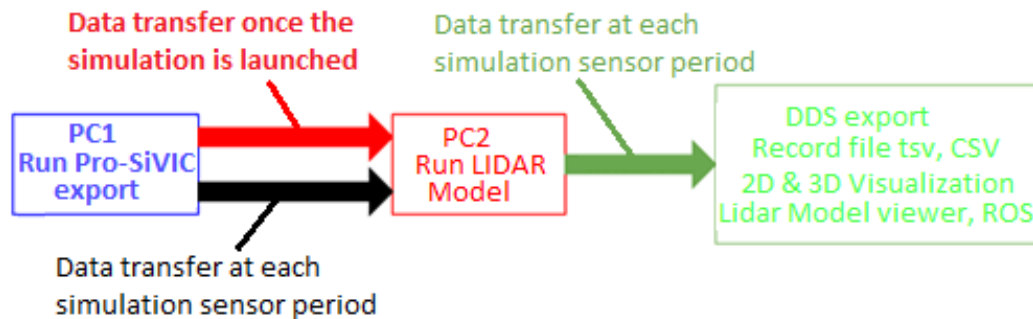 Data transfer once the
simulation is launched
Data transfer at each
simulation sensor period
PC1
Run Pro-SiVIC
export
PC2
Run LIDAR
Model
DDS export
Record file tsv, CSV
2D & 3D Visualization
Lidar Model viewer, ROS
Data transfer at each
simulation sensor period